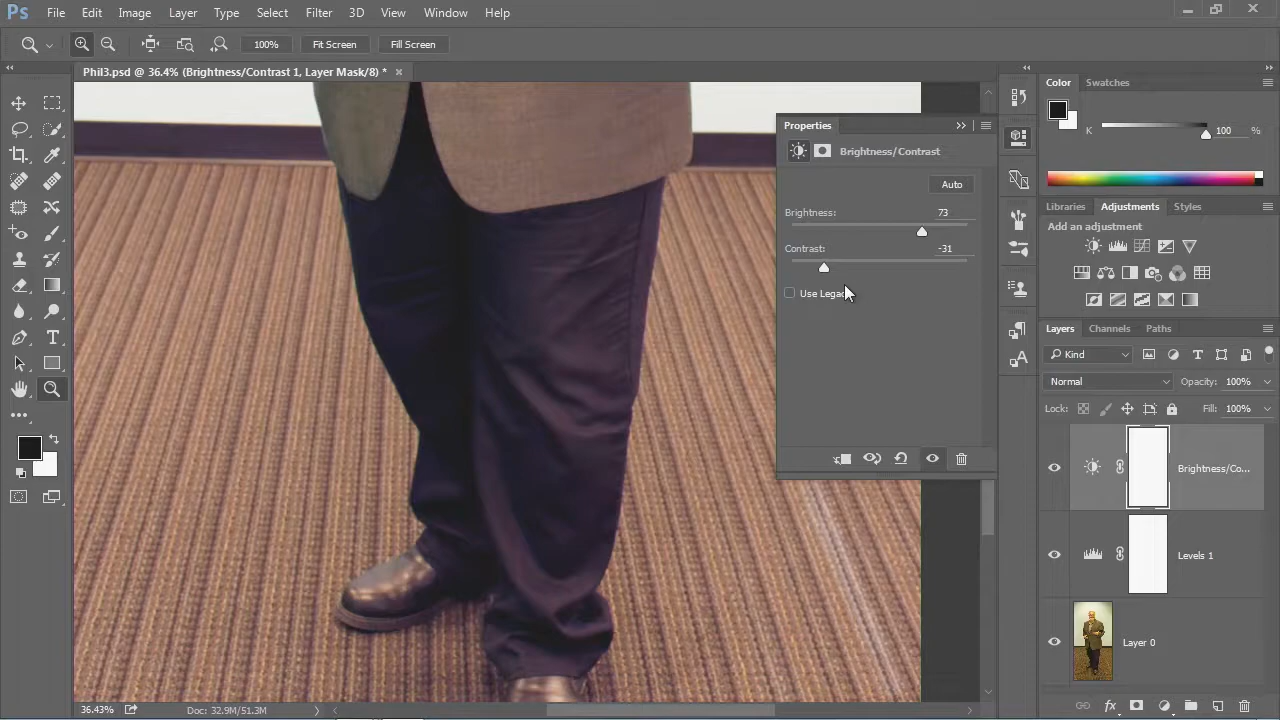 Ps File Edit Image Layer Type Select Filter 3D View Window Help
100% Fit Screen Fill Screen
Phil3.psd @ 36.4% (Brightness/Contrast 1, Layer Mask/8) *
Color Swatches
K 100 %
Properties
Brightness/Contrast
Auto
Brightness: 73
Contrast: -31
Use Legacy
Libraries Adjustments Styles
Add an adjustment
Layers Channels Paths
Kind
Normal Opacity: 100%
Lock: Fill: 100%
Brightness/Co...
Levels 1
Layer 0
36.43% Doc: 32.9M/51.3M